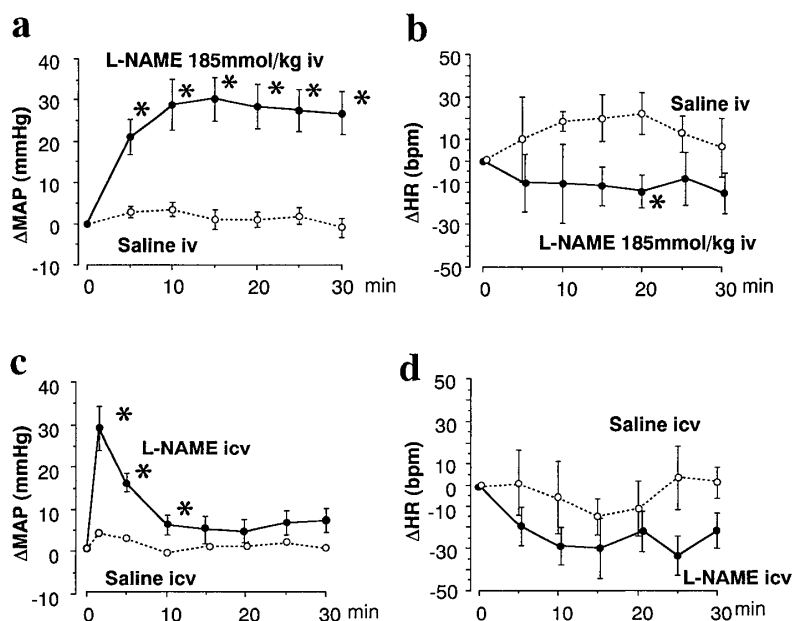 a
L-NAME 185mmol/kg iv
ΔMAP (mmHg)
40
30
20
10
0
-10
* * * * * *
Saline iv
0 10 20 30 min
b
ΔHR (bpm)
50
30
10
0
-10
-30
-50
Saline iv
*
L-NAME 185mmol/kg iv
0 10 20 30 min
c
ΔMAP (mmHg)
40
30
20
10
0
-10
*
L-NAME icv
*
*
Saline icv
0 10 20 30 min
d
ΔHR (bpm)
50
30
10
0
-10
-30
-50
Saline icv
L-NAME icv
0 10 20 30 min